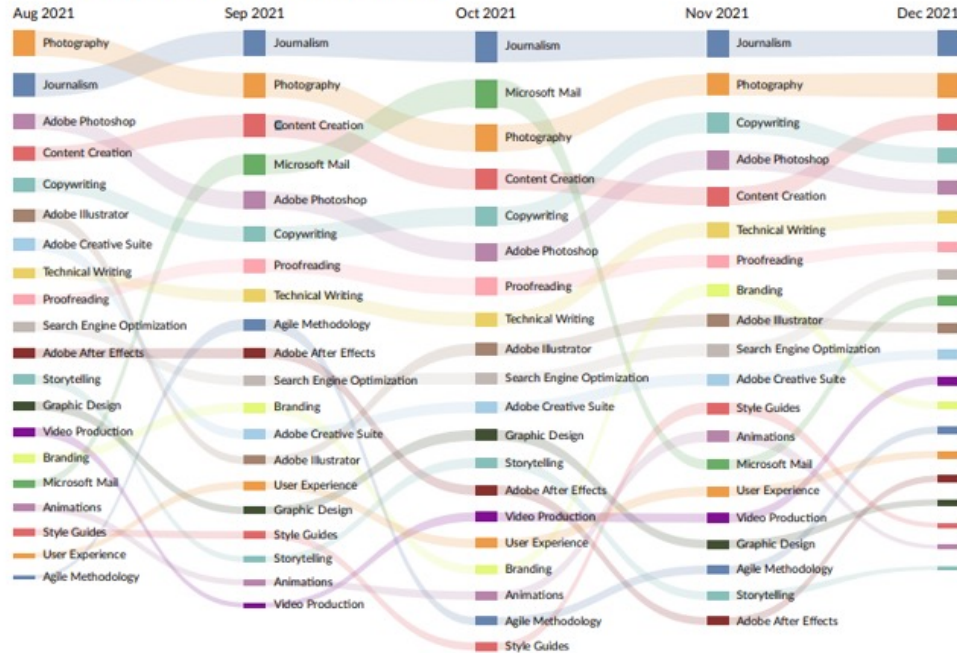 Aug 2021 Sep 2021 Oct 2021 Nov 2021 Dec 2021
Photography
Journalism
Adobe Photoshop
Content Creation
Copywriting
Adobe Illustrator
Adobe Creative Suite
Technical Writing
Proofreading
Search Engine Optimization
Adobe After Effects
Storytelling
Graphic Design
Video Production
Branding
Microsoft Mail
Animations
Style Guides
User Experience
Agile Methodology
Journalism
Photography
Content Creation
Microsoft Mail
Adobe Photoshop
Copywriting
Proofreading
Technical Writing
Agile Methodology
Adobe After Effects
Search Engine Optimization
Branding
Adobe Creative Suite
Adobe Illustrator
User Experience
Graphic Design
Style Guides
Storytelling
Animations
Video Production
Journalism
Microsoft Mail
Photography
Content Creation
Copywriting
Adobe Photoshop
Proofreading
Technical Writing
Adobe Illustrator
Search Engine Optimization
Adobe Creative Suite
Graphic Design
Storytelling
Adobe After Effects
Video Production
User Experience
Branding
Animations
Agile Methodology
Style Guides
Journalism
Photography
Copywriting
Adobe Photoshop
Content Creation
Technical Writing
Proofreading
Branding
Adobe Illustrator
Search Engine Optimization
Adobe Creative Suite
Style Guides
Animations
Microsoft Mail
User Experience
Video Production
Graphic Design
Agile Methodology
Storytelling
Adobe After Effects